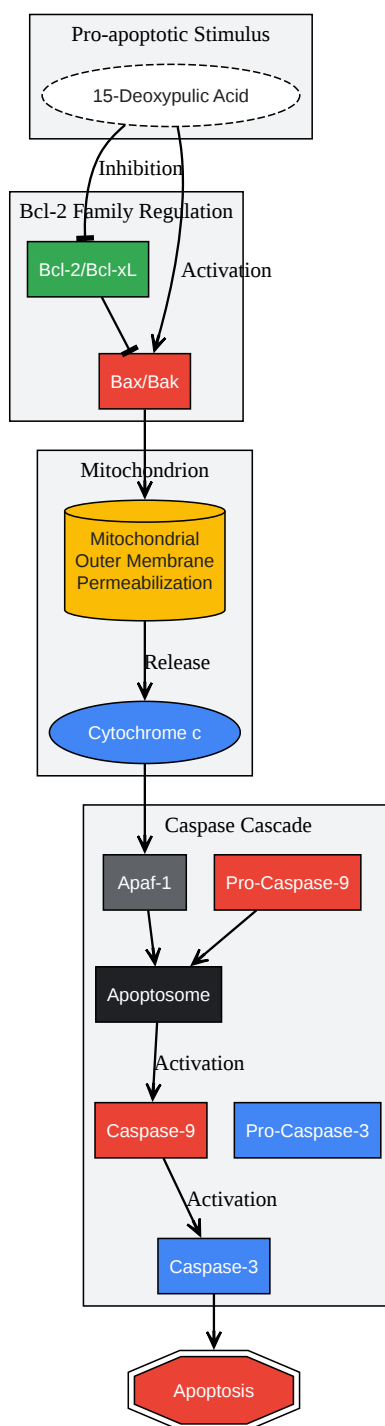 Pro-apoptotic Stimulus
15-Deoxypulic Acid
Inhibition
Bcl-2 Family Regulation
Bcl-2/Bcl-xL
Activation
Bax/Bak
Mitochondrion
Mitochondrial
Outer Membrane
Permeabilization
Release
Cytochrome c
Caspase Cascade
Apaf-1
Pro-Caspase-9
Apoptosome
Activation
Caspase-9
Pro-Caspase-3
Activation
Caspase-3
Apoptosis